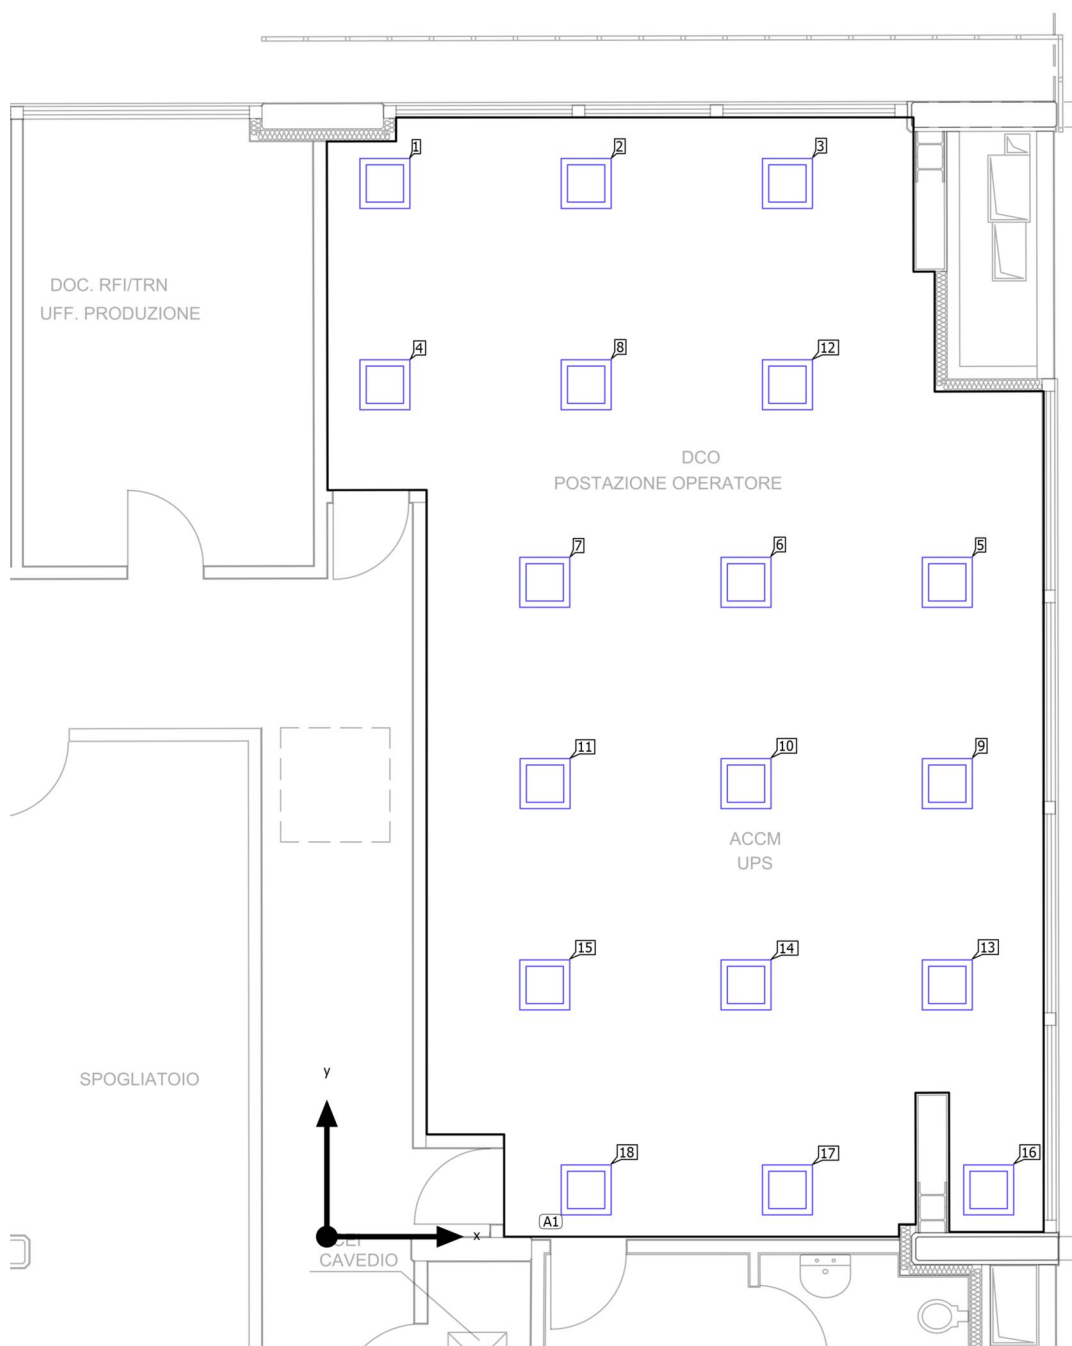 1
2
3
DOC. RFI/TRN
UFF. PRODUZIONE
4
8
12
DCO
POSTAZIONE OPERATORE
7
6
5
11
10
9
ACCM
UPS
15
14
13
SPOGLIATOIO
y
18
17
16
A1
x
CAVEDIO